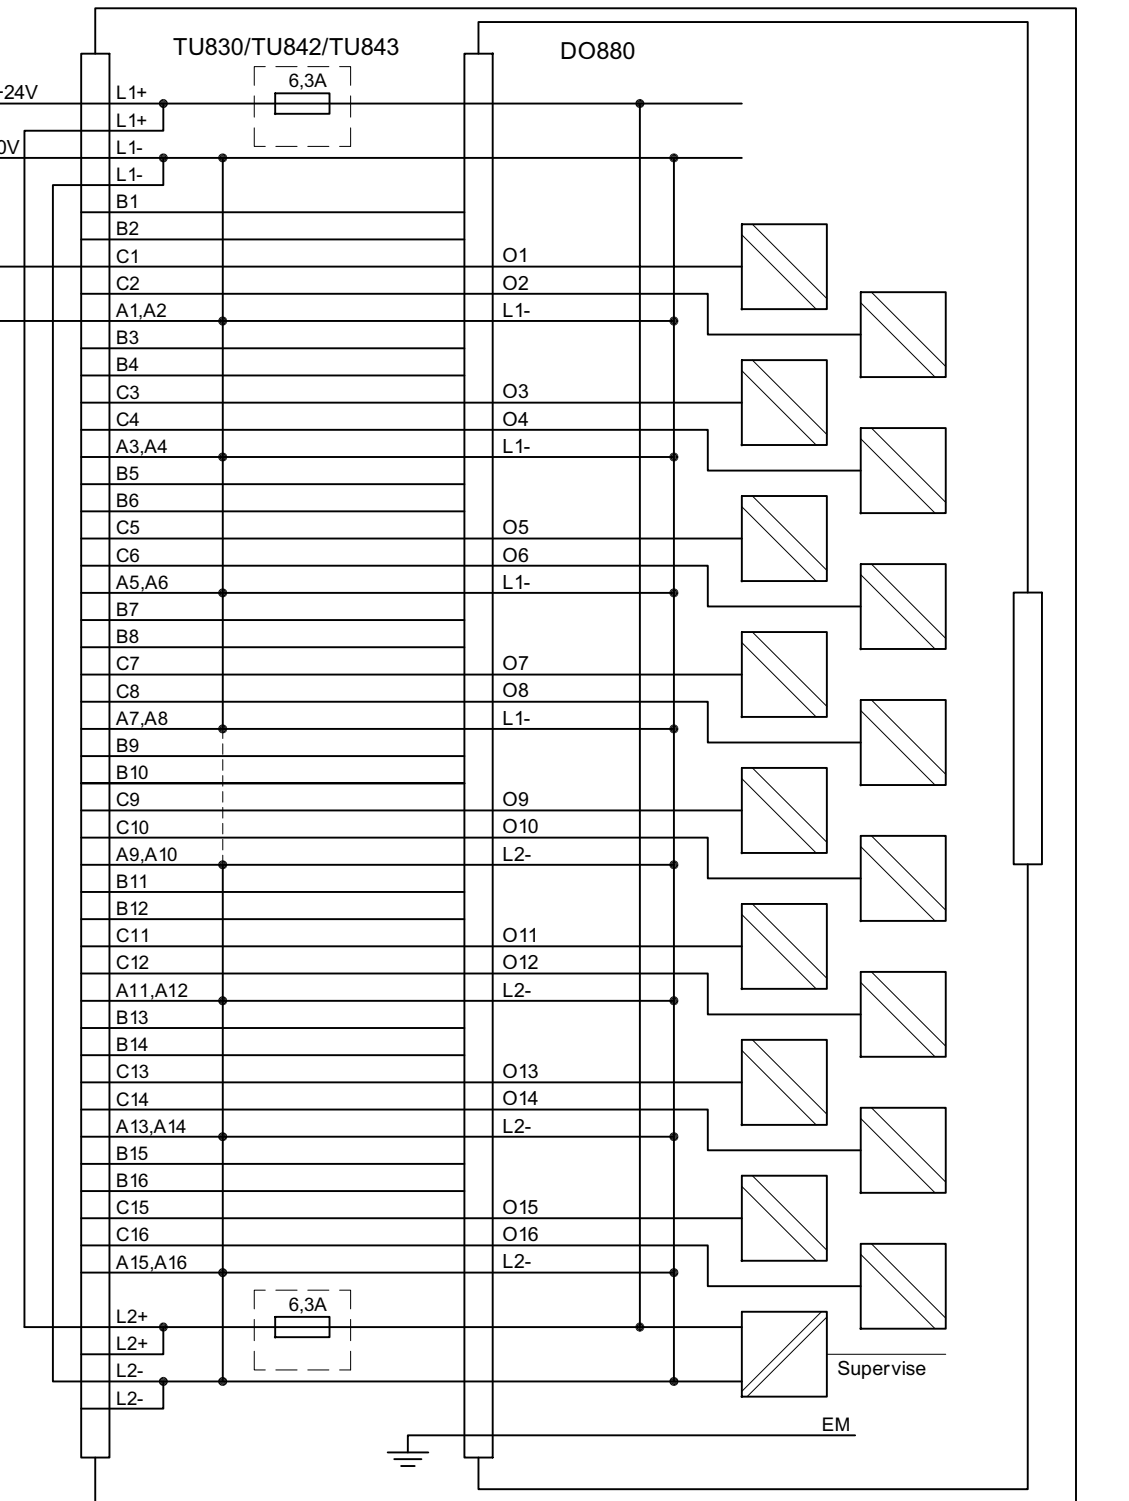 TU830/TU842/TU843
DO880
6,3A
+24V
L1+
L1+
0V
L1-
L1-
B1
B2
C1 O1
C2 O2
A1,A2 L1-
B3
B4
C3 O3
C4 O4
A3,A4 L1-
B5
B6
C5 O5
C6 O6
A5,A6 L1-
B7
B8
C7 O7
C8 O8
A7,A8 L1-
B9
B10
C9 O9
C10 O10
A9,A10 L2-
B11
B12
C11 O11
C12 O12
A11,A12 L2-
B13
B14
C13 O13
C14 O14
A13,A14 L2-
B15
B16
C15 O15
C16 O16
A15,A16 L2-
6,3A
L2+
L2+
L2-
Supervise
L2-
EM